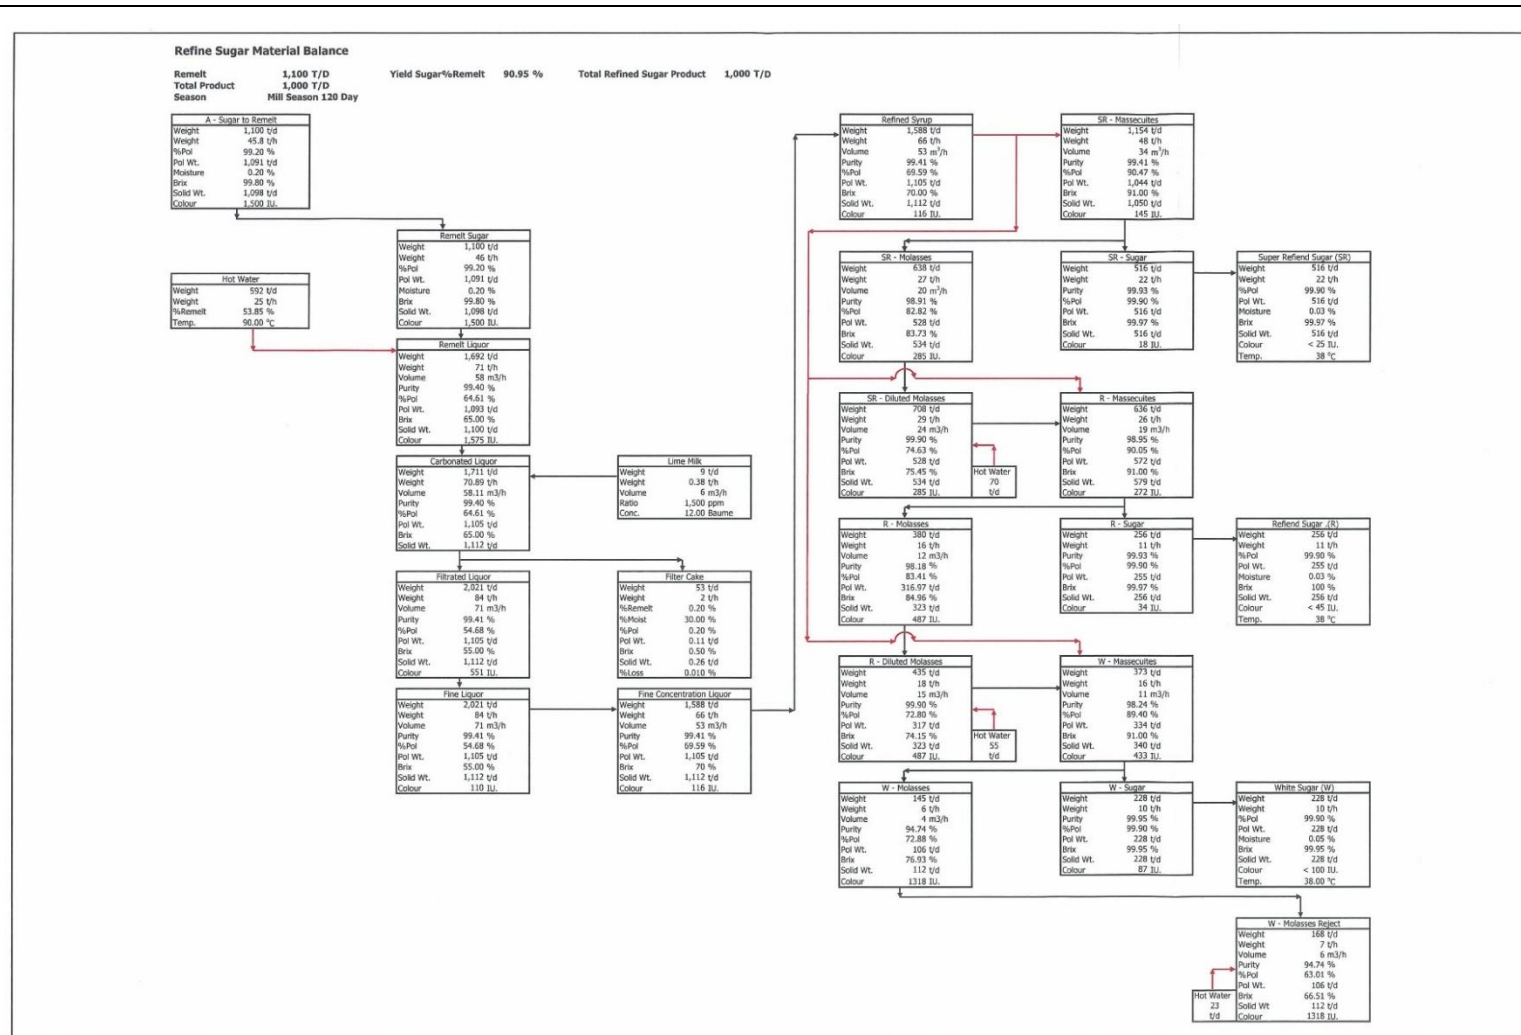 Refine Sugar Material Balance
Remelt 1,100 T/D Yield Sugar%Remelt 90.95 % Total Refined Sugar Product 1,000 T/D
Total Product 1,000 T/D
Season Mill Season 120 Day
A - Sugar to Remelt
Weight 1,100 t/d
Weight 45.8 t/h
%Pol 99.20 %
Pol Wt. 1,091 t/d
Moisture 0.20 %
Brix 99.80 %
Solid Wt. 1,098 t/d
Colour 1,500 IU.
Remelt Sugar
Weight 1,100 t/d
Weight 46 t/h
%Pol 99.20 %
Pol Wt. 1,091 t/d
Moisture 0.20 %
Brix 99.80 %
Solid Wt. 1,098 t/d
Colour 1,500 IU.
Hot Water
Weight 592 t/d
Weight 25 t/h
%Remelt 53.85 %
Temp. 90.00 °C
Remelt Liquor
Weight 1,692 t/d
Weight 71 t/h
Volume 58 m3/h
Purity 99.40 %
%Pol 64.61 %
Pol Wt. 1,093 t/d
Brix 65.00 %
Solid Wt. 1,100 t/d
Colour 1,575 IU.
Carbonated Liquor
Weight 1,711 t/d
Weight 70.89 t/h
Volume 58.11 m3/h
Purity 99.40 %
%Pol 64.61 %
Pol Wt. 1,105 t/d
Brix 65.00 %
Solid Wt. 1,112 t/d
Lime Milk
Weight 9 t/d
Weight 0.38 t/h
Volume 6 m3/h
Ratio 1,500 ppm
Conc. 12.00 Baume
Filtrated Liquor
Weight 2,021 t/d
Weight 84 t/h
Volume 71 m3/h
Purity 99.41 %
%Pol 54.68 %
Pol Wt. 1,105 t/d
Brix 55.00 %
Solid Wt. 1,112 t/d
Colour 551 IU.
Filter Cake
Weight 53 t/d
Weight 2 t/h
%Remelt 0.20 %
%Moist 30.00 %
%Pol 0.20 %
Pol Wt. 0.11 t/d
Brix 0.50 %
Solid Wt. 0.26 t/d
%Loss 0.010 %
Fine Liquor
Weight 2,021 t/d
Weight 84 t/h
Volume 71 m3/h
Purity 99.41 %
%Pol 54.68 %
Pol Wt. 1,105 t/d
Brix 55.00 %
Solid Wt. 1,112 t/d
Colour 110 IU.
Fine Concentration Liquor
Weight 1,588 t/d
Weight 66 t/h
Volume 53 m3/h
Purity 99.41 %
%Pol 69.59 %
Pol Wt. 1,105 t/d
Brix 70 %
Solid Wt. 1,112 t/d
Colour 116 IU.
Refined Syrup
Weight 1,588 t/d
Weight 66 t/h
Volume 53 m³/h
Purity 99.41 %
%Pol 69.59 %
Pol Wt. 1,105 t/d
Brix 70.00 %
Solid Wt. 1,112 t/d
Colour 116 IU.
SR - Massecuites
Weight 1,154 t/d
Weight 48 t/h
Volume 34 m³/h
Purity 99.41 %
%Pol 90.47 %
Pol Wt. 1,044 t/d
Brix 91.00 %
Solid Wt. 1,050 t/d
Colour 145 IU.
SR - Molasses
Weight 638 t/d
Weight 27 t/h
Volume 20 m³/h
Purity 98.91 %
%Pol 82.82 %
Pol Wt. 528 t/d
Brix 83.73 %
Solid Wt. 534 t/d
Colour 285 IU.
SR - Sugar
Weight 516 t/d
Weight 22 t/h
Purity 99.93 %
%Pol 99.90 %
Pol Wt. 516 t/d
Brix 99.97 %
Solid Wt. 516 t/d
Colour 18 IU.
Super Refiend Sugar (SR)
Weight 516 t/d
Weight 22 t/h
%Pol 99.90 %
Pol Wt. 516 t/d
Moisture 0.03 %
Brix 99.97 %
Solid Wt. 516 t/d
Colour < 25 IU.
Temp. 38 °C
SR - Diluted Molasses
Weight 708 t/d
Weight 29 t/h
Volume 24 m3/h
Purity 99.90 %
%Pol 74.63 %
Pol Wt. 528 t/d
Brix 75.45 %
Solid Wt. 534 t/d
Colour 285 IU.
Hot Water
70
t/d
R - Massecuites
Weight 636 t/d
Weight 26 t/h
Volume 19 m3/h
Purity 98.95 %
%Pol 90.05 %
Pol Wt. 572 t/d
Brix 91.00 %
Solid Wt. 579 t/d
Colour 272 IU.
R - Molasses
Weight 380 t/d
Weight 16 t/h
Volume 12 m3/h
Purity 98.18 %
%Pol 83.41 %
Pol Wt. 316.97 t/d
Brix 84.96 %
Solid Wt. 323 t/d
Colour 487 IU.
R - Sugar
Weight 256 t/d
Weight 11 t/h
Purity 99.93 %
%Pol 99.90 %
Pol Wt. 255 t/d
Brix 99.97 %
Solid Wt. 256 t/d
Colour 34 IU.
Refiend Sugar .(R)
Weight 256 t/d
Weight 11 t/h
%Pol 99.90 %
Pol Wt. 255 t/d
Moisture 0.03 %
Brix 100 %
Solid Wt. 256 t/d
Colour < 45 IU.
Temp. 38 °C
R - Diluted Molasses
Weight 435 t/d
Weight 18 t/h
Volume 15 m3/h
Purity 99.90 %
%Pol 72.80 %
Pol Wt. 317 t/d
Brix 74.15 %
Solid Wt. 323 t/d
Colour 487 IU.
Hot Water
55
t/d
W - Massecuites
Weight 373 t/d
Weight 16 t/h
Volume 11 m3/h
Purity 98.24 %
%Pol 89.40 %
Pol Wt. 334 t/d
Brix 91.00 %
Solid Wt. 340 t/d
Colour 433 IU.
W - Molasses
Weight 145 t/d
Weight 6 t/h
Volume 4 m3/h
Purity 94.74 %
%Pol 72.88 %
Pol Wt. 106 t/d
Brix 76.93 %
Solid Wt. 112 t/d
Colour 1318 IU.
W - Sugar
Weight 228 t/d
Weight 10 t/h
Purity 99.95 %
%Pol 99.90 %
Pol Wt. 228 t/d
Brix 99.95 %
Solid Wt. 228 t/d
Colour 87 IU.
White Sugar (W)
Weight 228 t/d
Weight 10 t/h
%Pol 99.90 %
Pol Wt. 228 t/d
Moisture 0.05 %
Brix 99.95 %
Solid Wt. 228 t/d
Colour < 100 IU.
Temp. 38.00 °C
W - Molasses Reject
Weight 168 t/d
Weight 7 t/h
Volume 6 m3/h
Purity 94.74 %
%Pol 63.01 %
Pol Wt. 106 t/d
Brix 66.51 %
Solid Wt 112 t/d
Colour 1318 IU.
Hot Water
23
t/d